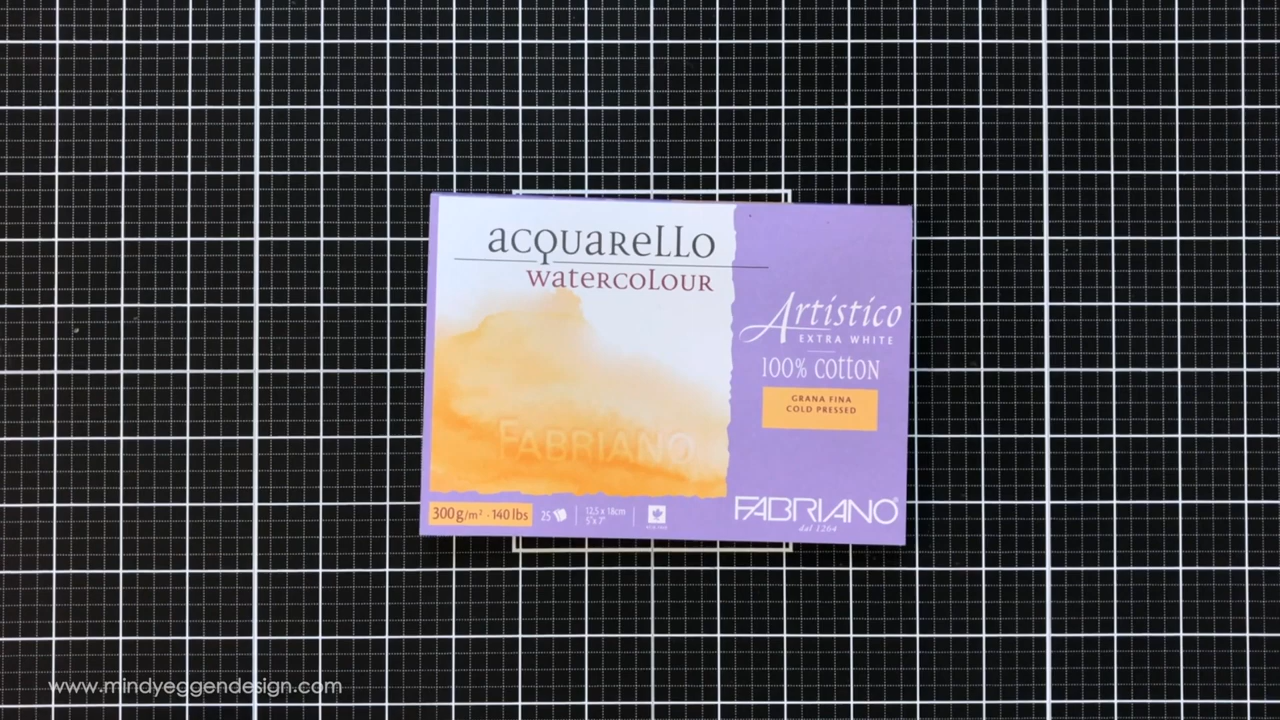 acquarello
watercolour
Artistico
EXTRA WHITE
100% cotton
GRANA FINA
COLD PRESSED
FABRIANO
300g/m² · 140 lbs
25
12,5 x 18cm
5"x 7"
FABRIANO®
dal 1264
www.mindyeggendesign.com